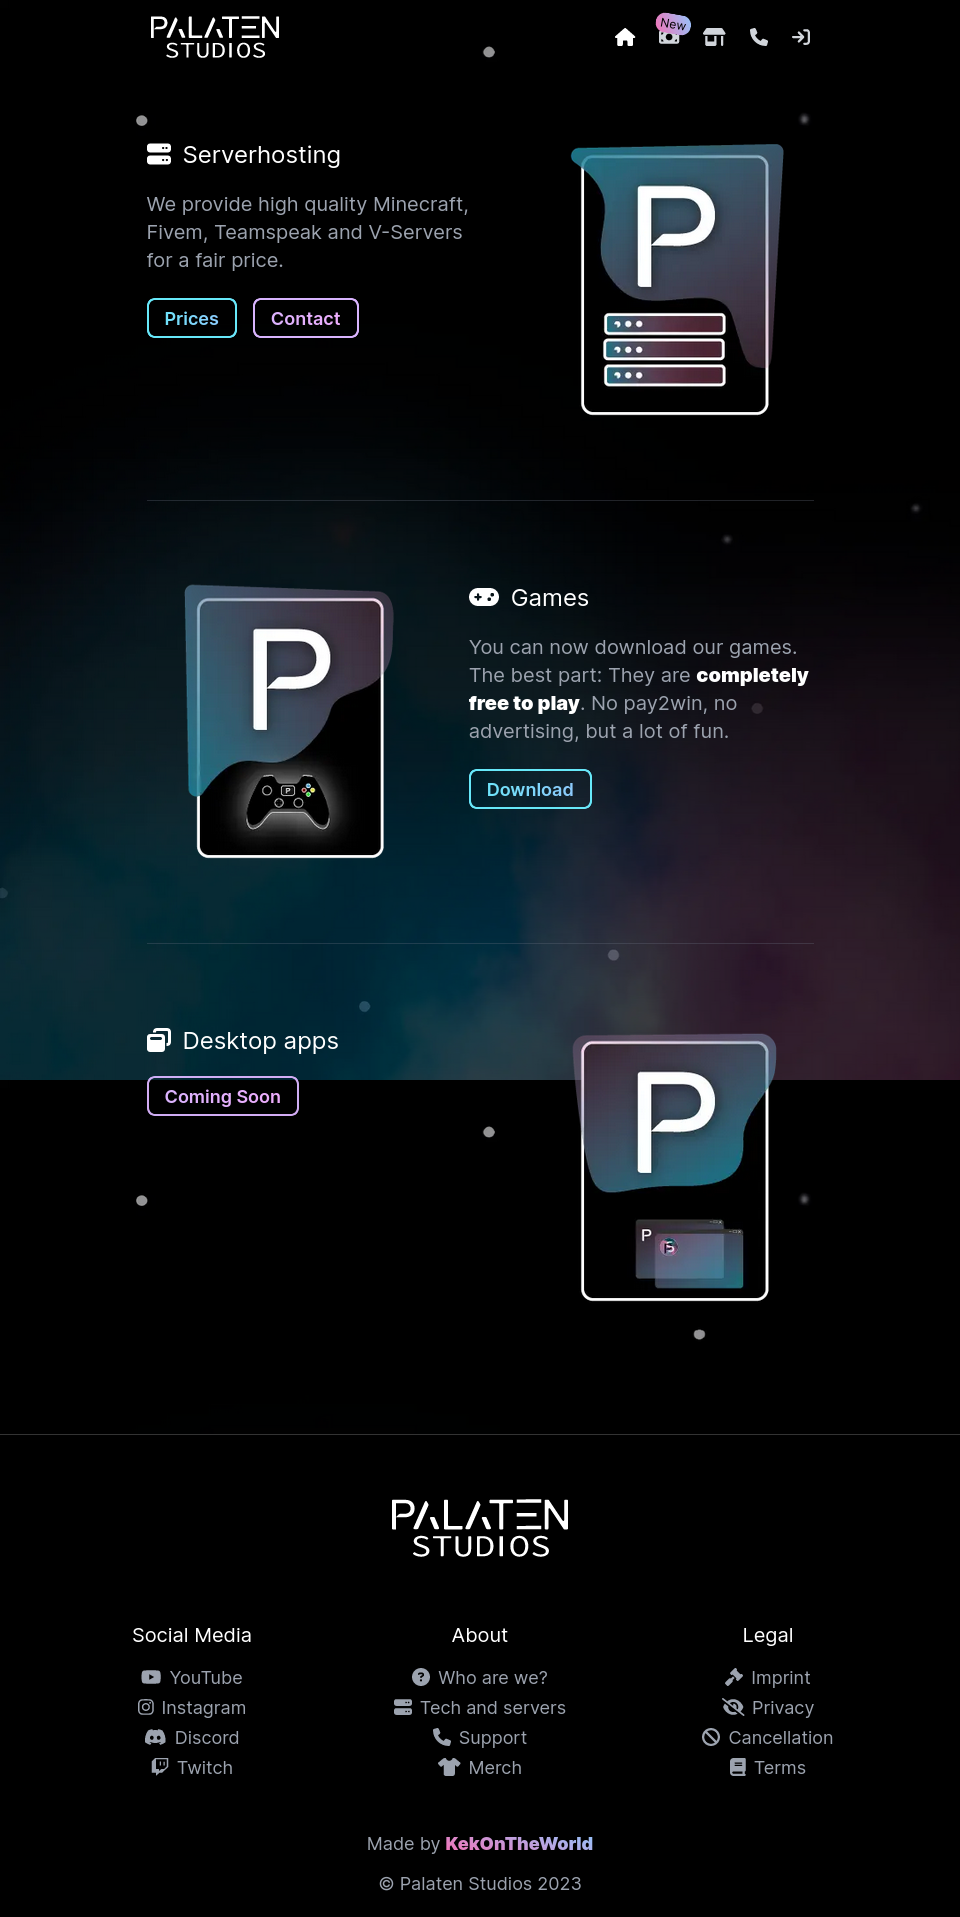 PALATEN
STUDIOS
New
Serverhosting
We provide high quality Minecraft,
Fivem, Teamspeak and V-Servers
for a fair price.
Prices
Contact
P
Games
You can now download our games.
The best part: They are completely
free to play. No pay2win, no
advertising, but a lot of fun.
Download
P
P
Desktop apps
Coming Soon
P
P
PALATEN
STUDIOS
Social Media
YouTube
Instagram
Discord
Twitch
About
Who are we?
Tech and servers
Support
Merch
Legal
Imprint
Privacy
Cancellation
Terms
Made by KekOnTheWorld
© Palaten Studios 2023